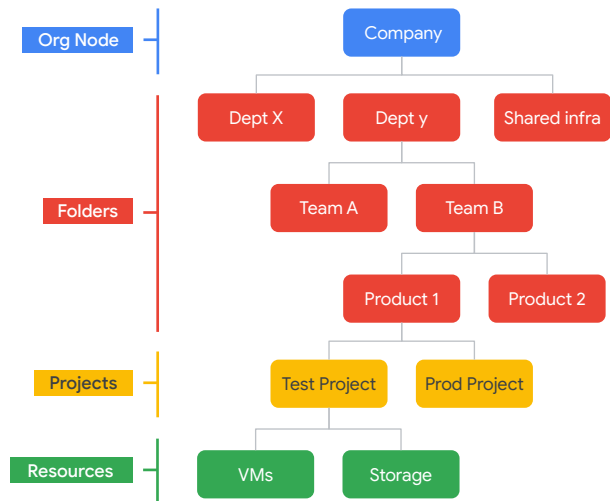 Org Node
Company
Dept X
Dept y
Shared infra
Folders
Team A
Team B
Product 1
Product 2
Projects
Test Project
Prod Project
Resources
VMs
Storage